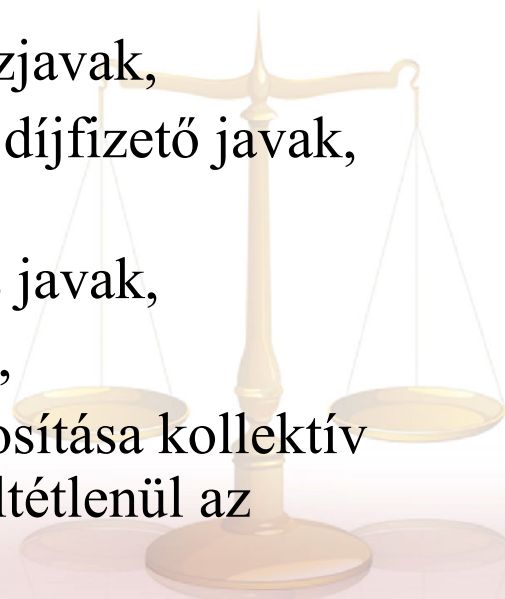 zjavak,
díjfizető javak,
javak,
,
osítása kollektív
ltétlenül az